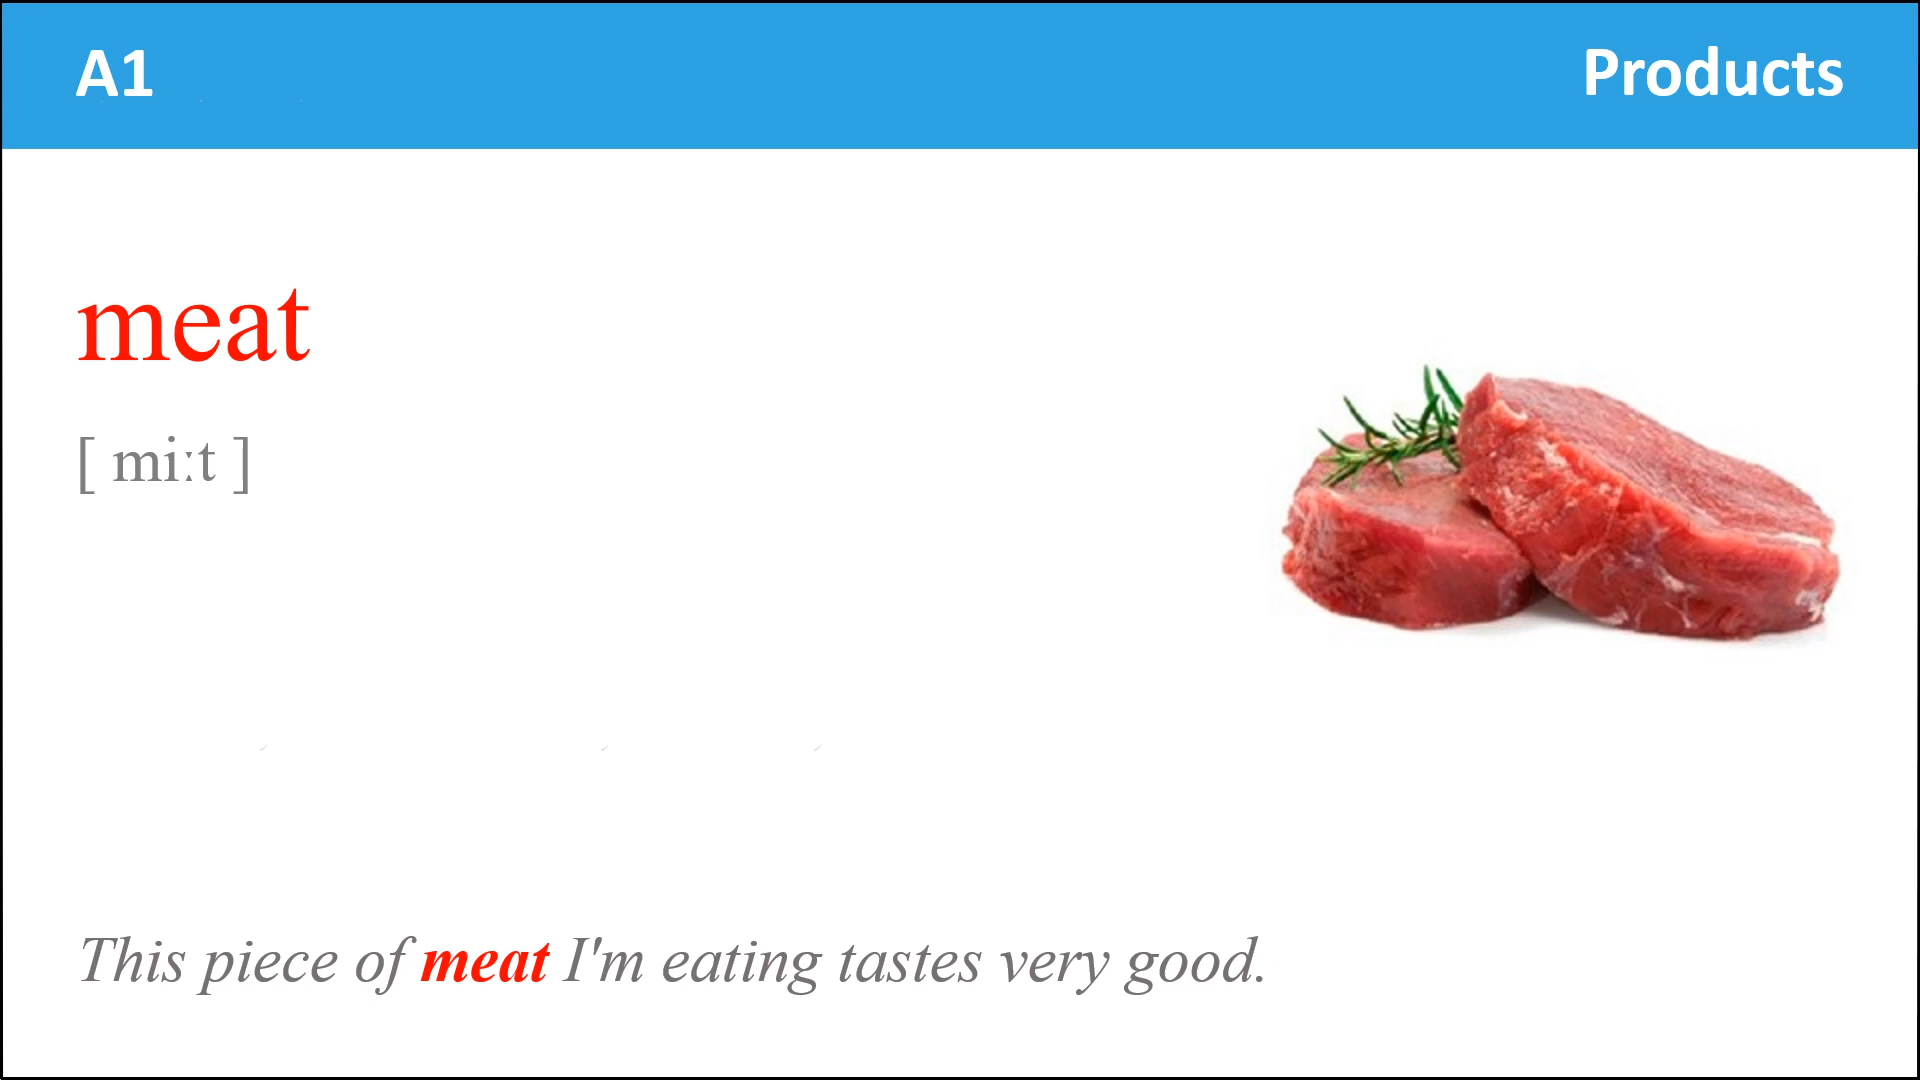 A1
Products
meat
[ mi:t ]
This piece of meat I'm eating tastes very good.